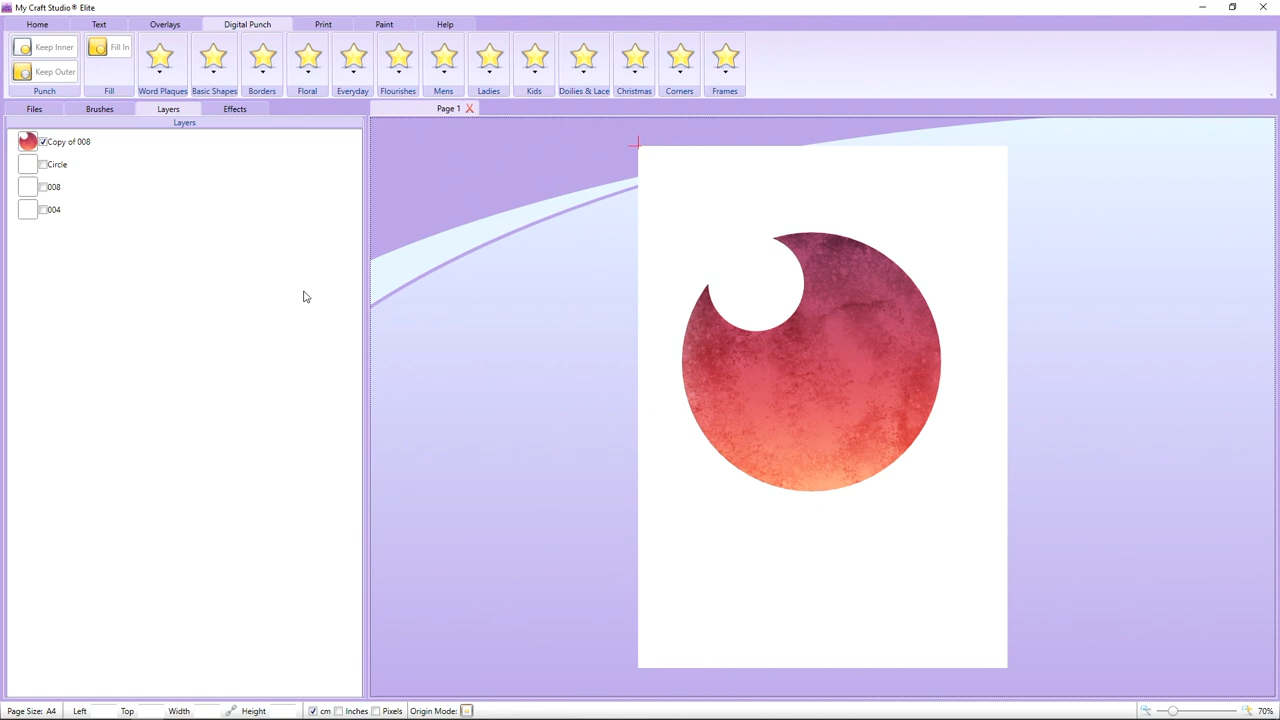 My Craft Studio® Elite
Home Text Overlays Digital Punch Print Paint Help
Keep Inner Fill In
Keep Outer
Punch Fill Word Plaques Basic Shapes Borders Floral Everyday Flourishes Mens Ladies Kids Doilies & Lace Christmas Corners Frames
Files Brushes Layers Effects Page 1 X
Layers
Copy of 008
Circle
008
004
Page Size: A4 Left Top Width Height cm Inches Pixels Origin Mode: 70%